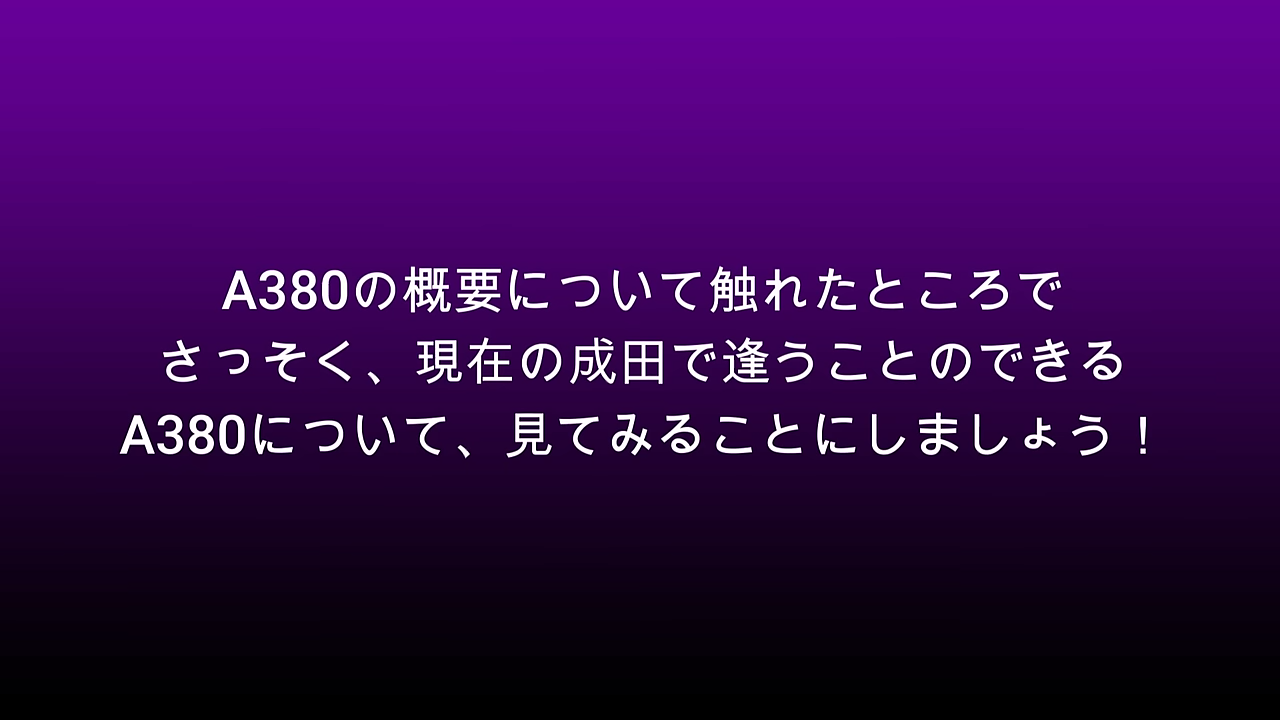 A380の概要について触れたところで
さっそく、現在の成田で逢うことのできる
A380について、見てみることにしましょう！